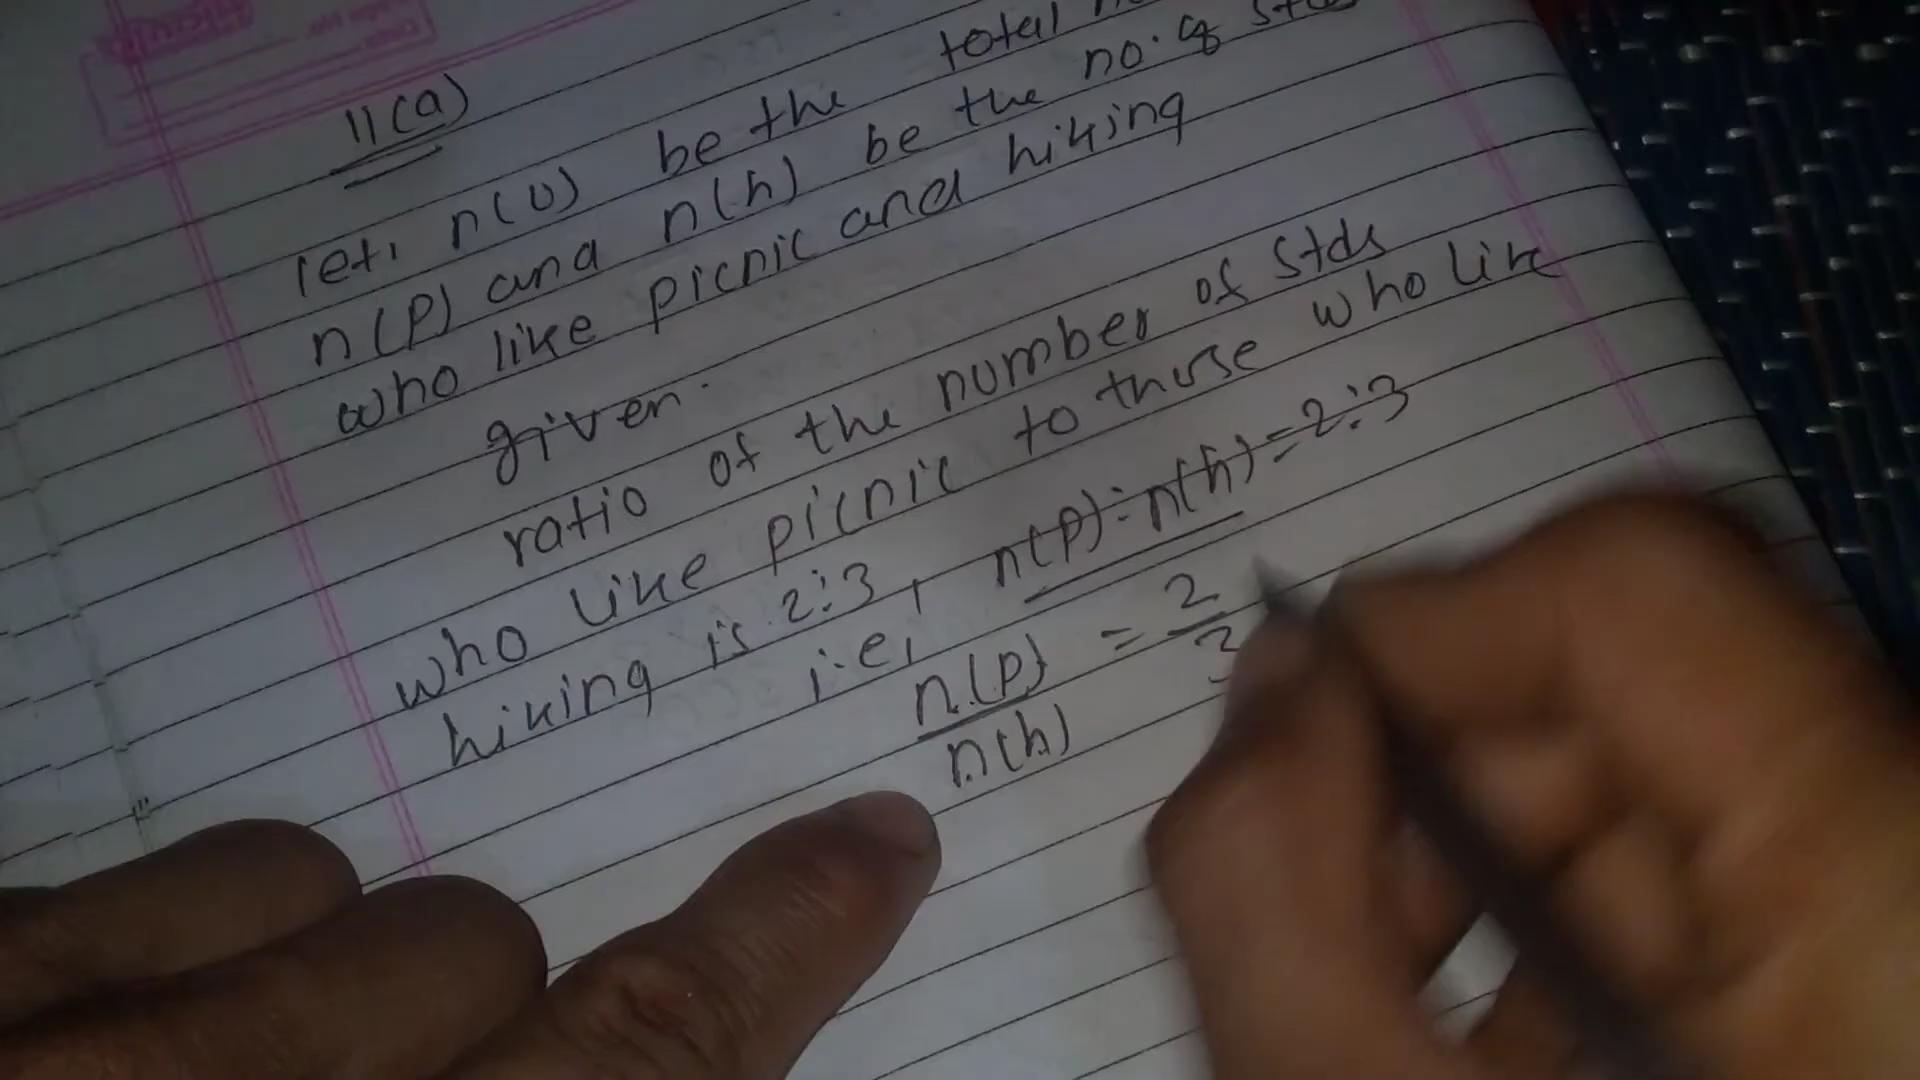 11(a)
let, n(U) be the total
n(P) and n(h) be the no. of
who like picnic and hiking
given.
ratio of the number of stds
who like picnic to those who like
hiking is 2:3, n(p):n(h)=2:3
i.e, n(p)/n(h) = 2/3